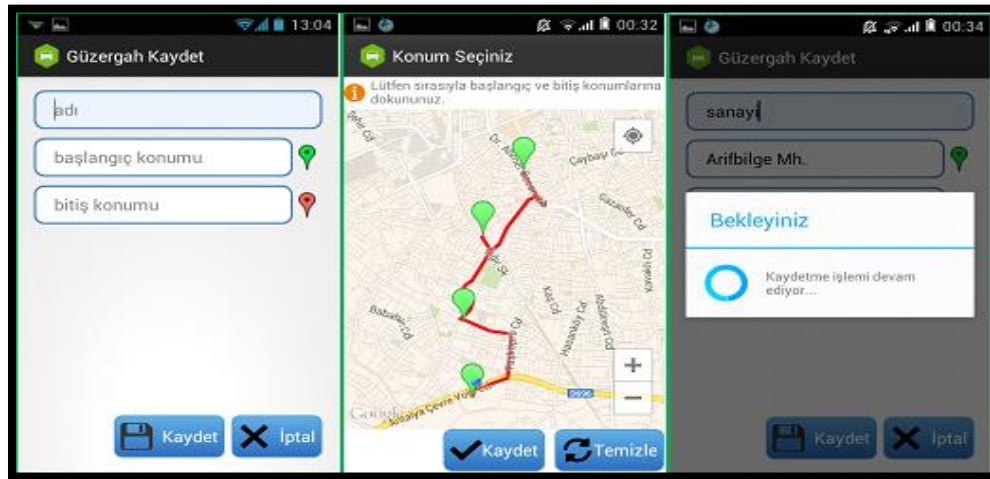 13:04
Güzergah Kaydet
adı
başlangıç konumu
bitiş konumu
Kaydet
İptal
00:32
Konum Seçiniz
Lütfen sırasıyla başlangıç ve bitiş konumlarına
dokununuz.
Kaydet
Temizle
00:34
Güzergah Kaydet
sanayi
Arifbilge Mh.
Bekleyiniz
Kaydetme işlemi devam
ediyor...
Kaydet
İptal